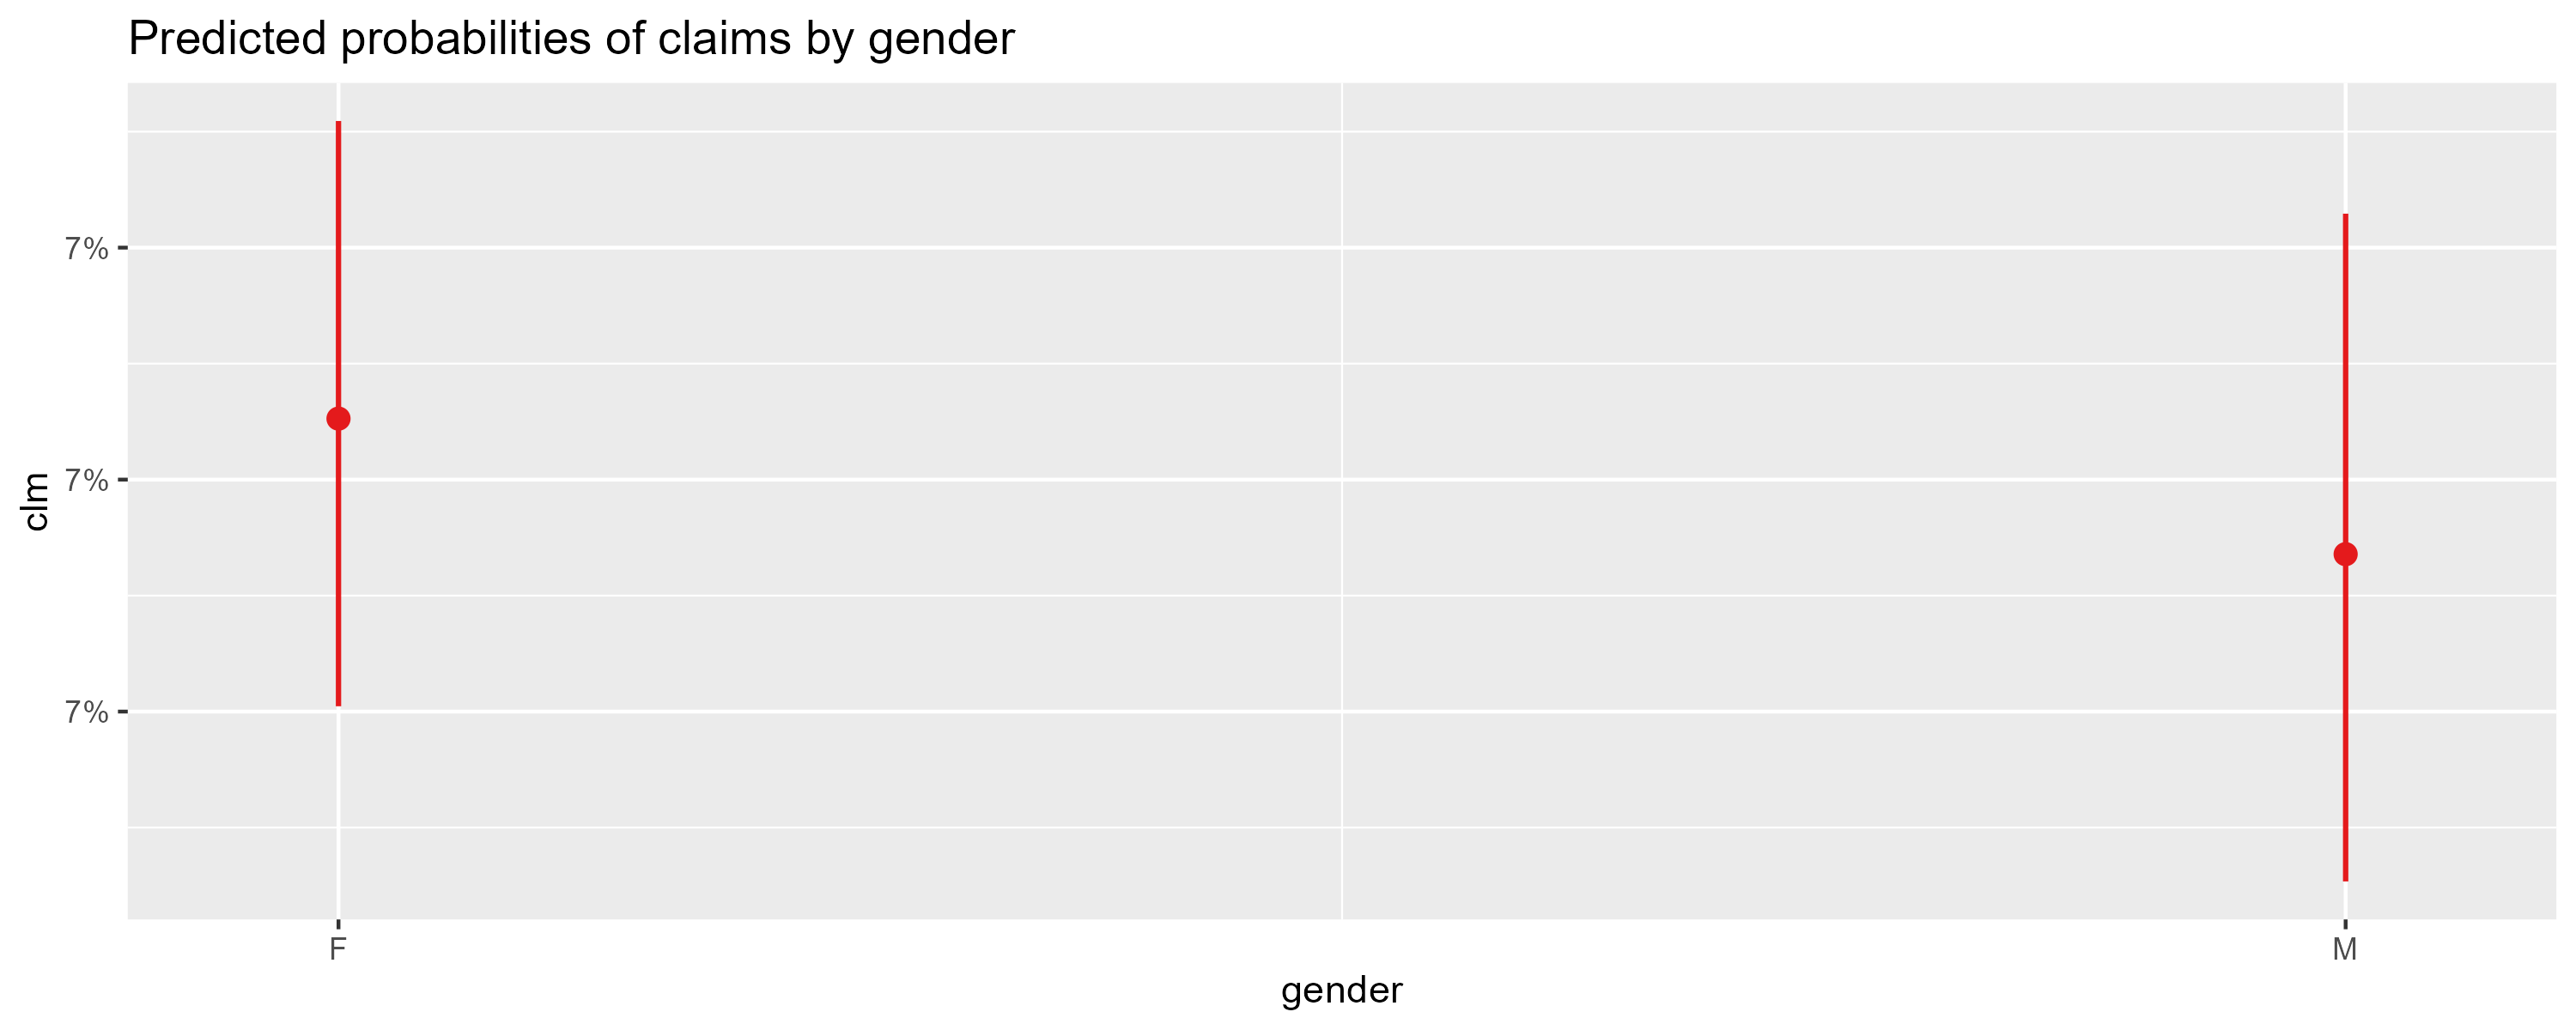 Predicted probabilities of claims by gender
7%
7%
7%
clm
F
M
gender